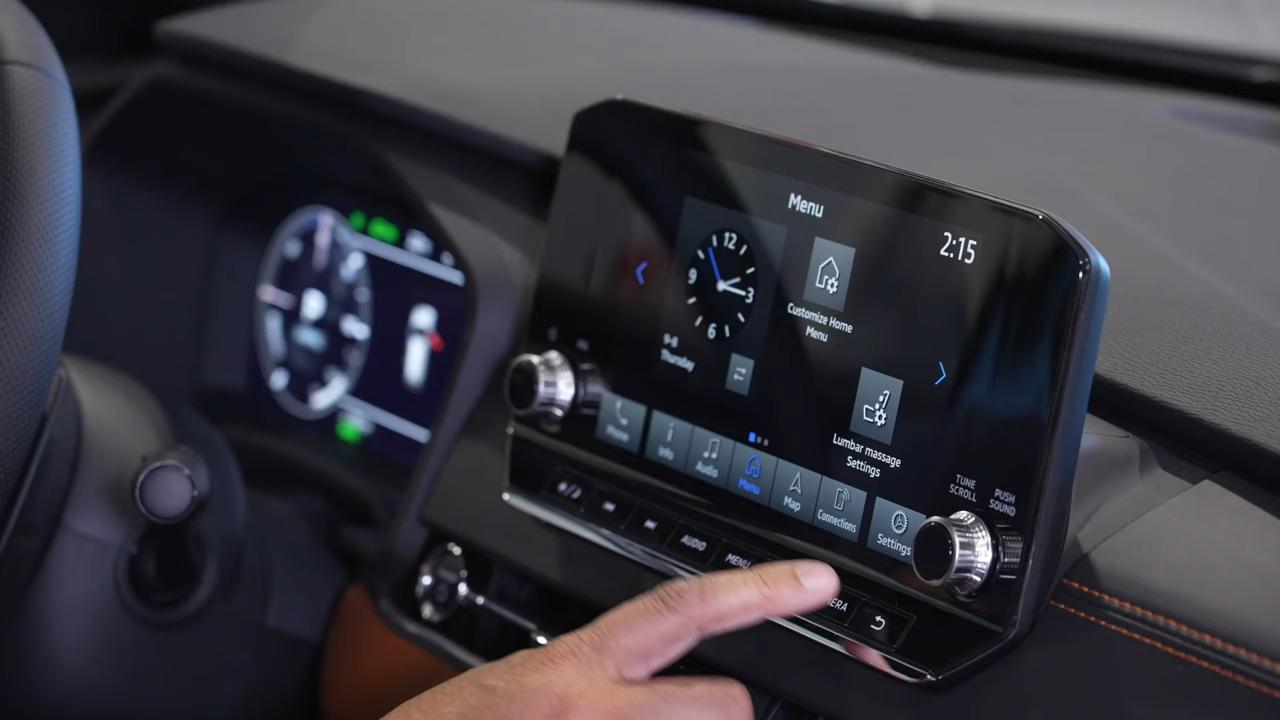 Menu
2:15
12
9
3
6
9-8
Thursday
Customize Home
Menu
Lumbar massage
Settings
Phone
Info
Audio
Menu
Map
Connections
Settings
TUNE
SCROLL
PUSH
SOUND
AUDIO
MENU
ERA